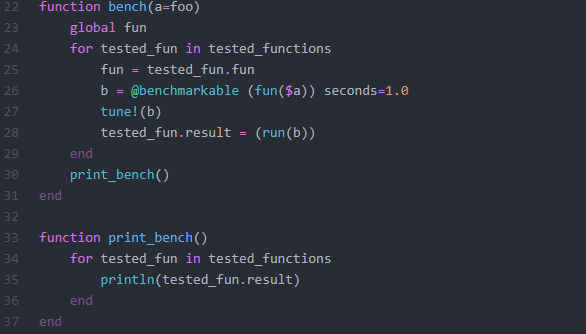 22 function bench(a=foo)
23     global fun
24     for tested_fun in tested_functions
25         fun = tested_fun.fun
26         b = @benchmarkable (fun($a)) seconds=1.0
27         tune!(b)
28         tested_fun.result = (run(b))
29     end
30     print_bench()
31 end
32
33 function print_bench()
34     for tested_fun in tested_functions
35         println(tested_fun.result)
36     end
37 end